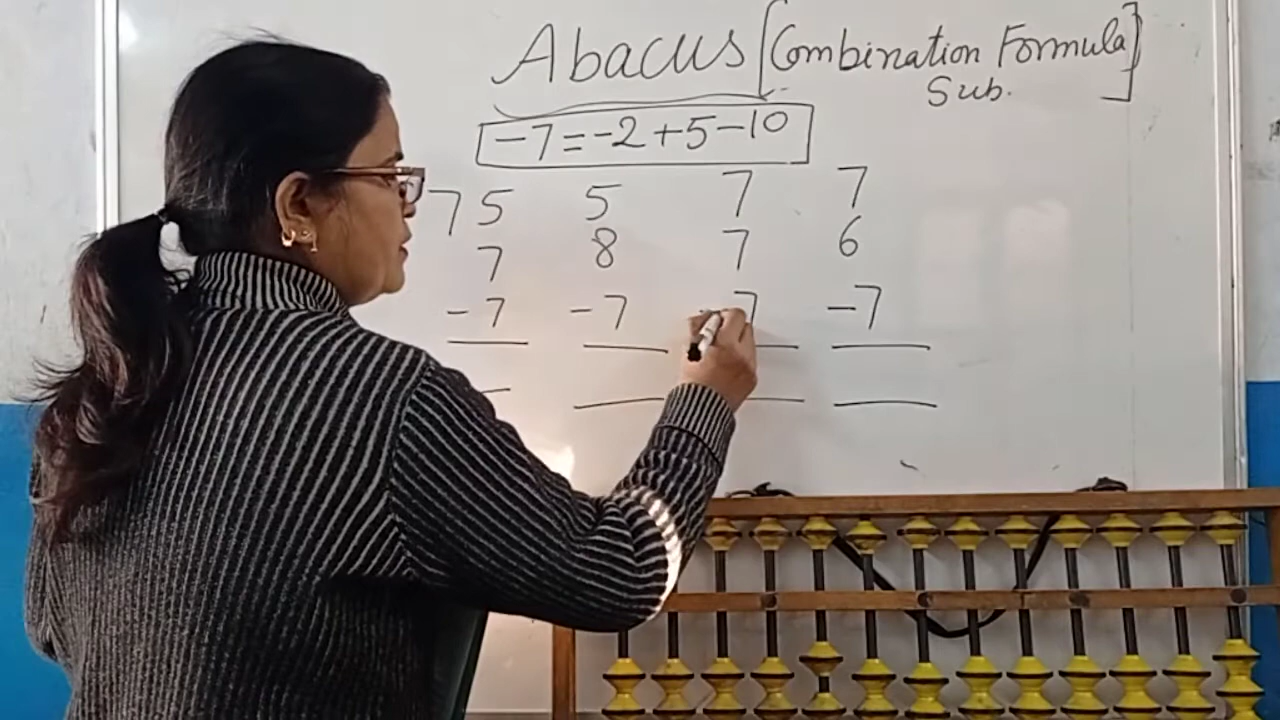 Abacus [Combination Formula]
Sub.
-7=-2+5-10
75 5 7 7
7 8 7 6
-7 -7 -7 -7